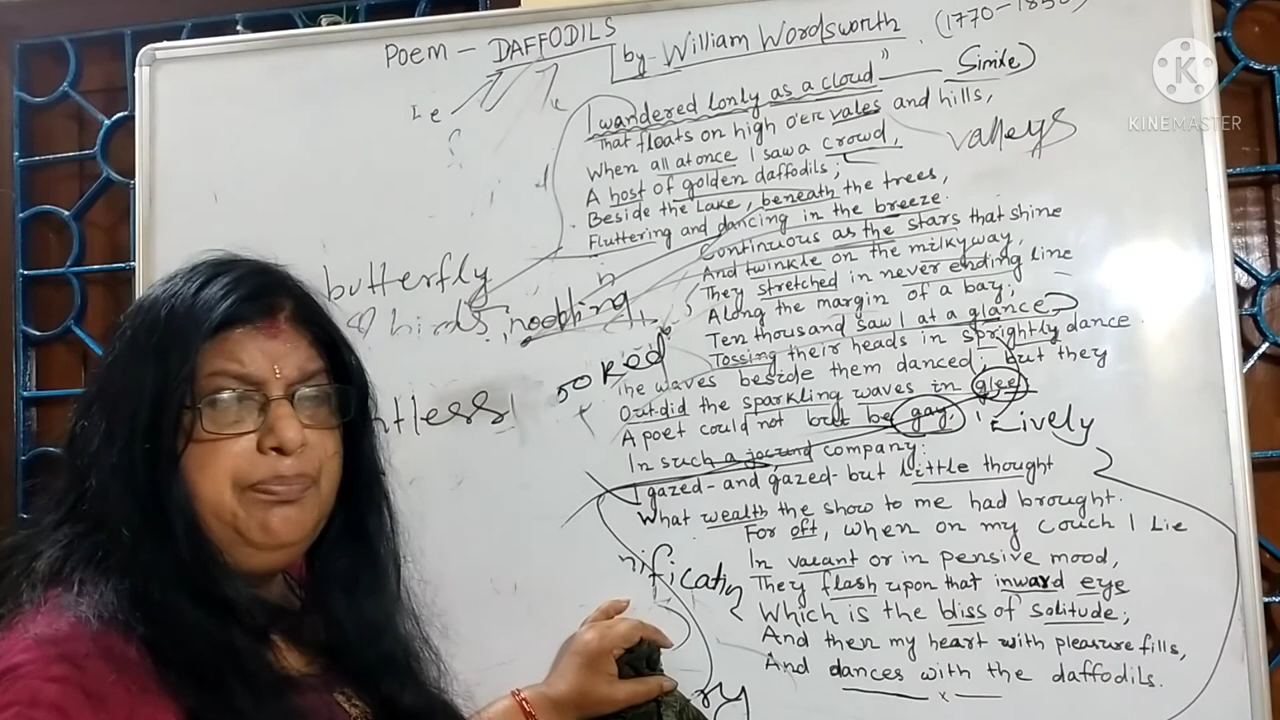 Poem - DAFFODILS by - William Wordsworth (1770-1850)
I wandered lonly as a cloud" Simile)
That floats on high o'er vales and hills,
valleys
When all at once I saw a crowd,
A host of golden daffodils;
Beside the Lake, beneath the trees,
Fluttering and dancing in the breeze.
Continuous as the stars that shine
And twinkle on the milkyway,
They stretched in never ending line
Along the margin of a bay;
Ten thousand saw I at a glance
Tossing their heads in sprightly dance
The waves beside them danced; but they
Out-did the sparkling waves in glee
A poet could not but be gay,
Lively
In such a jocund company:
I gazed-and gazed-but Little thought
What wealth the show to me had brought.
For oft, when on my couch I Lie
In vacant or in pensive mood,
They flash upon that inward eye
Which is the bliss of solitude;
And then my heart with pleasure fills,
And dances with the daffodils.
x
butterfly
ntless
nification
ry
KINEMASTER